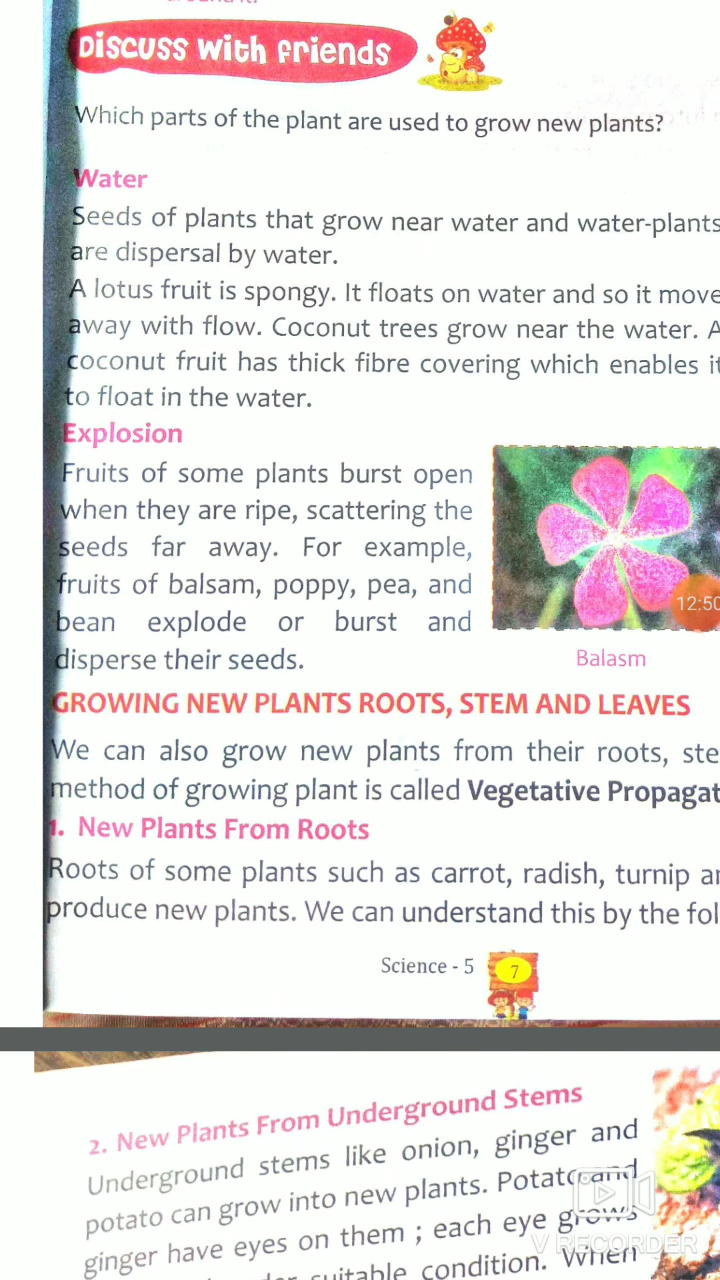 Discuss with friends
Which parts of the plant are used to grow new plants?
Water
Seeds of plants that grow near water and water-plants
are dispersal by water.
A lotus fruit is spongy. It floats on water and so it move
away with flow. Coconut trees grow near the water. A
coconut fruit has thick fibre covering which enables it
to float in the water.
Explosion
Fruits of some plants burst open
when they are ripe, scattering the
seeds far away. For example,
fruits of balsam, poppy, pea, and
bean explode or burst and
disperse their seeds.
12:50
Balasm
GROWING NEW PLANTS ROOTS, STEM AND LEAVES
We can also grow new plants from their roots, ste
method of growing plant is called Vegetative Propagat
1. New Plants From Roots
Roots of some plants such as carrot, radish, turnip ar
produce new plants. We can understand this by the fol
Science - 5
7
2. New Plants From Underground Stems
Underground stems like onion, ginger and
potato can grow into new plants. Potato and
ginger have eyes on them ; each eye grows
suitable condition. When
V RECORDER